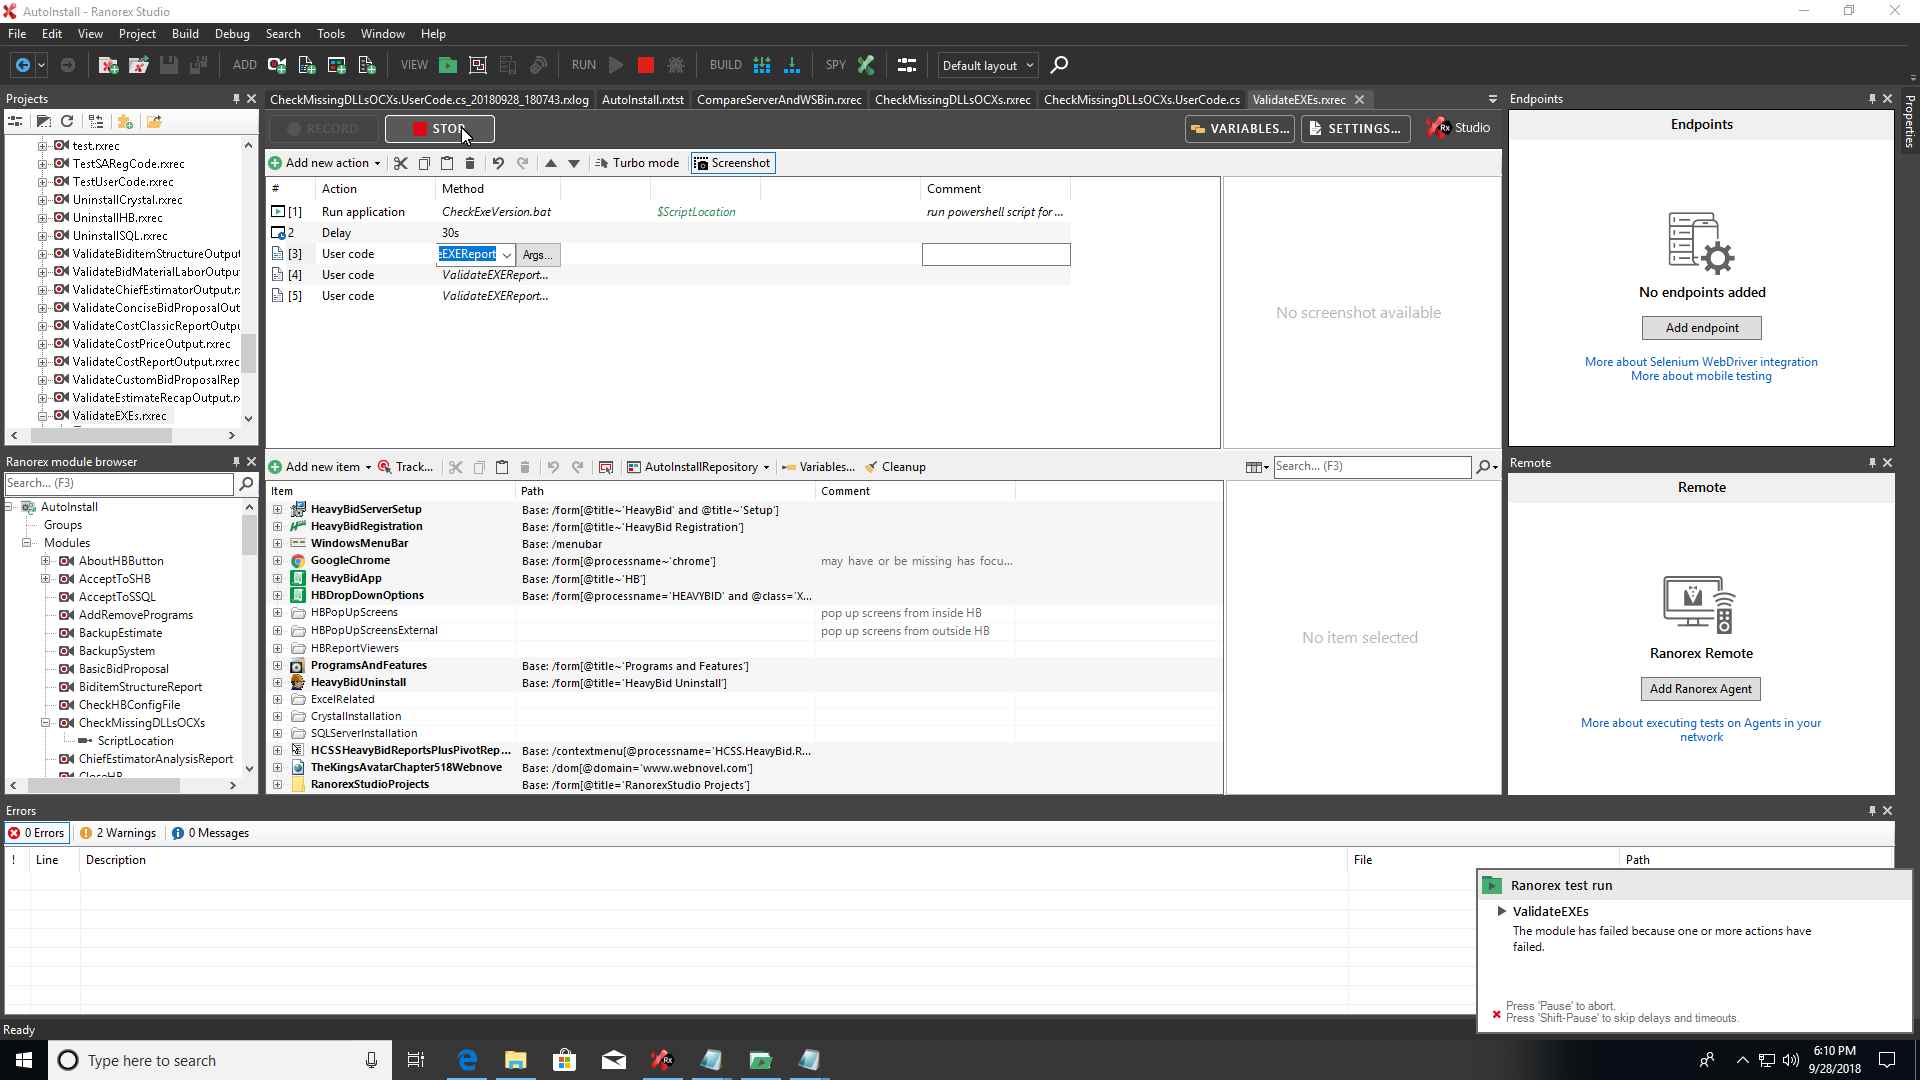 AutoInstall - Ranorex Studio
File Edit View Project Build Debug Search Tools Window Help
ADD VIEW RUN BUILD SPY Default layout
Projects
CheckMissingDLLsOCXs.UserCode.cs_20180928_180743.rxlog AutoInstall.rxtst CompareServerAndWSBin.rxrec CheckMissingDLLsOCXs.rxrec CheckMissingDLLsOCXs.UserCode.cs ValidateEXEs.rxrec
RECORD STOP VARIABLES... SETTINGS... Rx Studio
Add new action Turbo mode Screenshot
test.rxrec
TestSARegCode.rxrec
TestUserCode.rxrec
UninstallCrystal.rxrec
UninstallHB.rxrec
UninstallSQL.rxrec
ValidateBiditemStructureOutput
ValidateBidMaterialLaborOutput
ValidateChiefEstimatorOutput.r
ValidateConciseBidProposalOut
ValidateCostClassicReportOutpu
ValidateCostPriceOutput.rxrec
ValidateCostReportOutput.rxrec
ValidateCustomBidProposalRep
ValidateEstimateRecapOutput.rx
ValidateEXEs.rxrec
# Action Method Comment
[1] Run application CheckExeVersion.bat $ScriptLocation run powershell script for ...
2 Delay 30s
[3] User code eEXEReport Args...
[4] User code ValidateEXEReport...
[5] User code ValidateEXEReport...
No screenshot available
Endpoints
Endpoints
No endpoints added
Add endpoint
More about Selenium WebDriver integration
More about mobile testing
Properties
Ranorex module browser
Search... (F3)
AutoInstall
Groups
Modules
AboutHBButton
AcceptToSHB
AcceptToSSQL
AddRemovePrograms
BackupEstimate
BackupSystem
BasicBidProposal
BiditemStructureReport
CheckHBConfigFile
CheckMissingDLLsOCXs
ScriptLocation
ChiefEstimatorAnalysisReport
CloseHB
Add new item Track... AutoInstallRepository Variables... Cleanup Search... (F3)
Item Path Comment
HeavyBidServerSetup Base: /form[@title~'HeavyBid' and @title~'Setup']
HeavyBidRegistration Base: /form[@title~'HeavyBid Registration']
WindowsMenuBar Base: /menubar
GoogleChrome Base: /form[@processname~'chrome'] may have or be missing has focu...
HeavyBidApp Base: /form[@title~'HB']
HBDropDownOptions Base: /form[@processname='HEAVYBID' and @class='X...
HBPopUpScreens pop up screens from inside HB
HBPopUpScreensExternal pop up screens from outside HB
HBReportViewers
ProgramsAndFeatures Base: /form[@title~'Programs and Features']
HeavyBidUninstall Base: /form[@title='HeavyBid Uninstall']
ExcelRelated
CrystalInstallation
SQLServerInstallation
HCSSHeavyBidReportsPlusPivotRep... Base: /contextmenu[@processname='HCSS.HeavyBid.R...
TheKingsAvatarChapter518Webnove Base: /dom[@domain='www.webnovel.com']
RanorexStudioProjects Base: /form[@title='RanorexStudio Projects']
No item selected
Remote
Remote
Ranorex Remote
Add Ranorex Agent
More about executing tests on Agents in your
network
Errors
0 Errors 2 Warnings 0 Messages
! Line Description File Path
Ranorex test run
ValidateEXEs
The module has failed because one or more actions have
failed.
Press 'Pause' to abort.
Press 'Shift-Pause' to skip delays and timeouts.
Ready
Type here to search
6:10 PM
9/28/2018